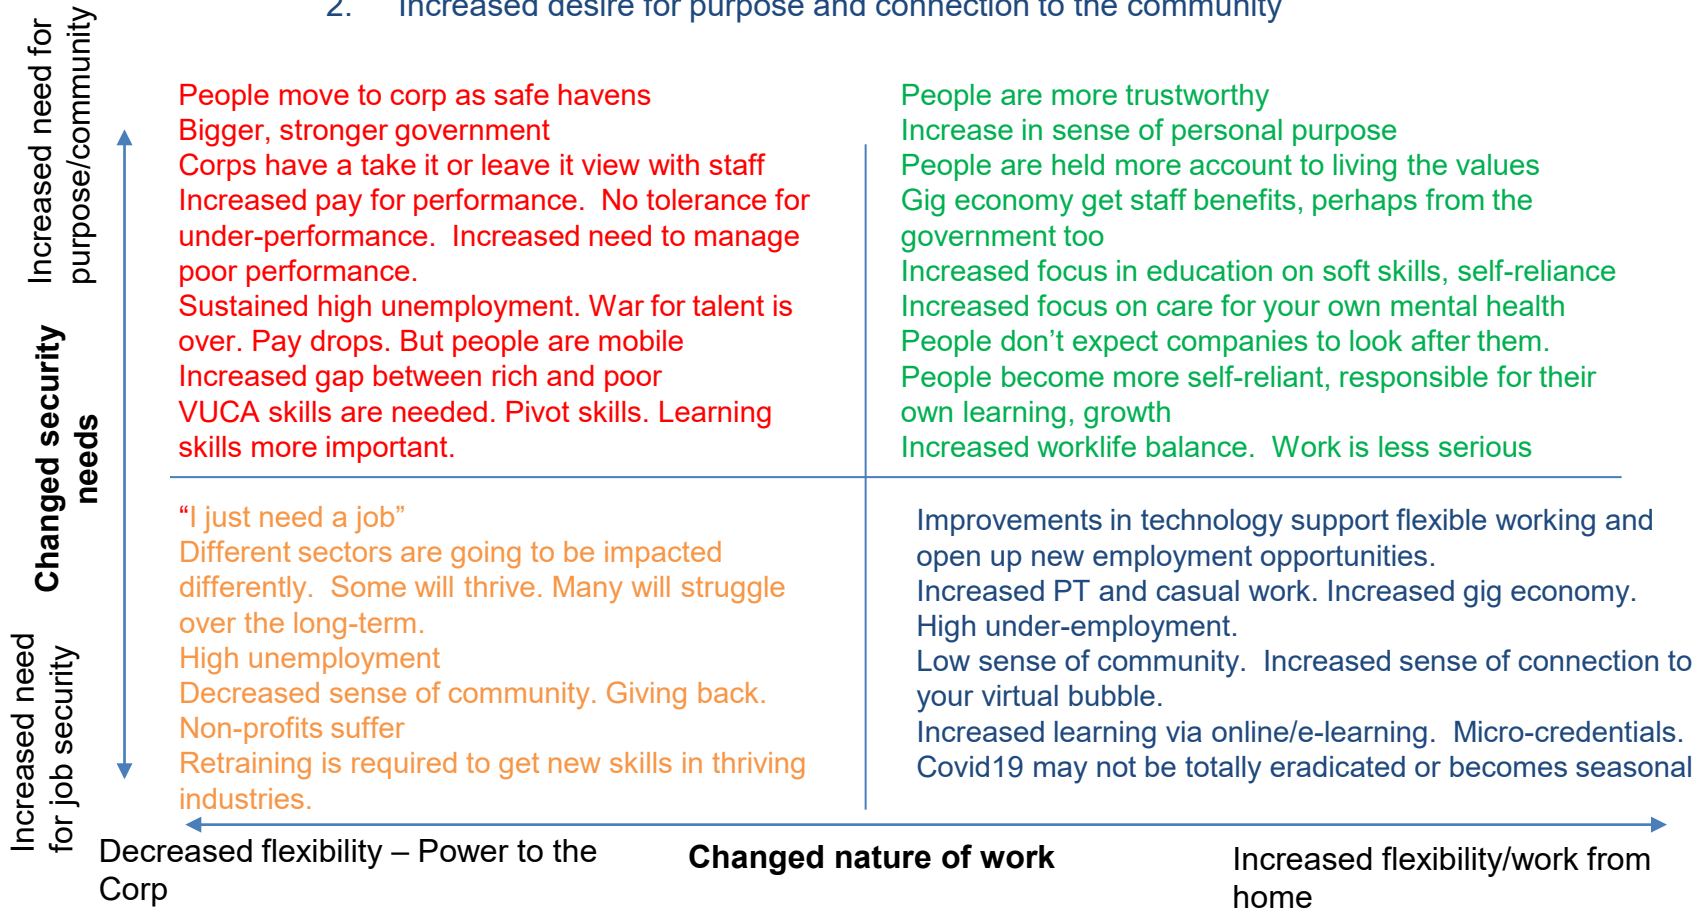 2. Increased desire for purpose and connection to the community
Increased need for
purpose/community
Changed security
needs
Increased need
for job security
People move to corp as safe havens
Bigger, stronger government
Corps have a take it or leave it view with staff
Increased pay for performance.  No tolerance for
under-performance.  Increased need to manage
poor performance.
Sustained high unemployment. War for talent is
over. Pay drops. But people are mobile
Increased gap between rich and poor
VUCA skills are needed. Pivot skills. Learning
skills more important.
People are more trustworthy
Increase in sense of personal purpose
People are held more account to living the values
Gig economy get staff benefits, perhaps from the
government too
Increased focus in education on soft skills, self-reliance
Increased focus on care for your own mental health
People don’t expect companies to look after them.
People become more self-reliant, responsible for their
own learning, growth
Increased worklife balance.  Work is less serious
“I just need a job”
Different sectors are going to be impacted
differently.  Some will thrive. Many will struggle
over the long-term.
High unemployment
Decreased sense of community. Giving back.
Non-profits suffer
Retraining is required to get new skills in thriving
industries.
Improvements in technology support flexible working and
open up new employment opportunities.
Increased PT and casual work. Increased gig economy.
High under-employment.
Low sense of community.  Increased sense of connection to
your virtual bubble.
Increased learning via online/e-learning.  Micro-credentials.
Covid19 may not be totally eradicated or becomes seasonal
Decreased flexibility – Power to the
Corp
Changed nature of work
Increased flexibility/work from
home